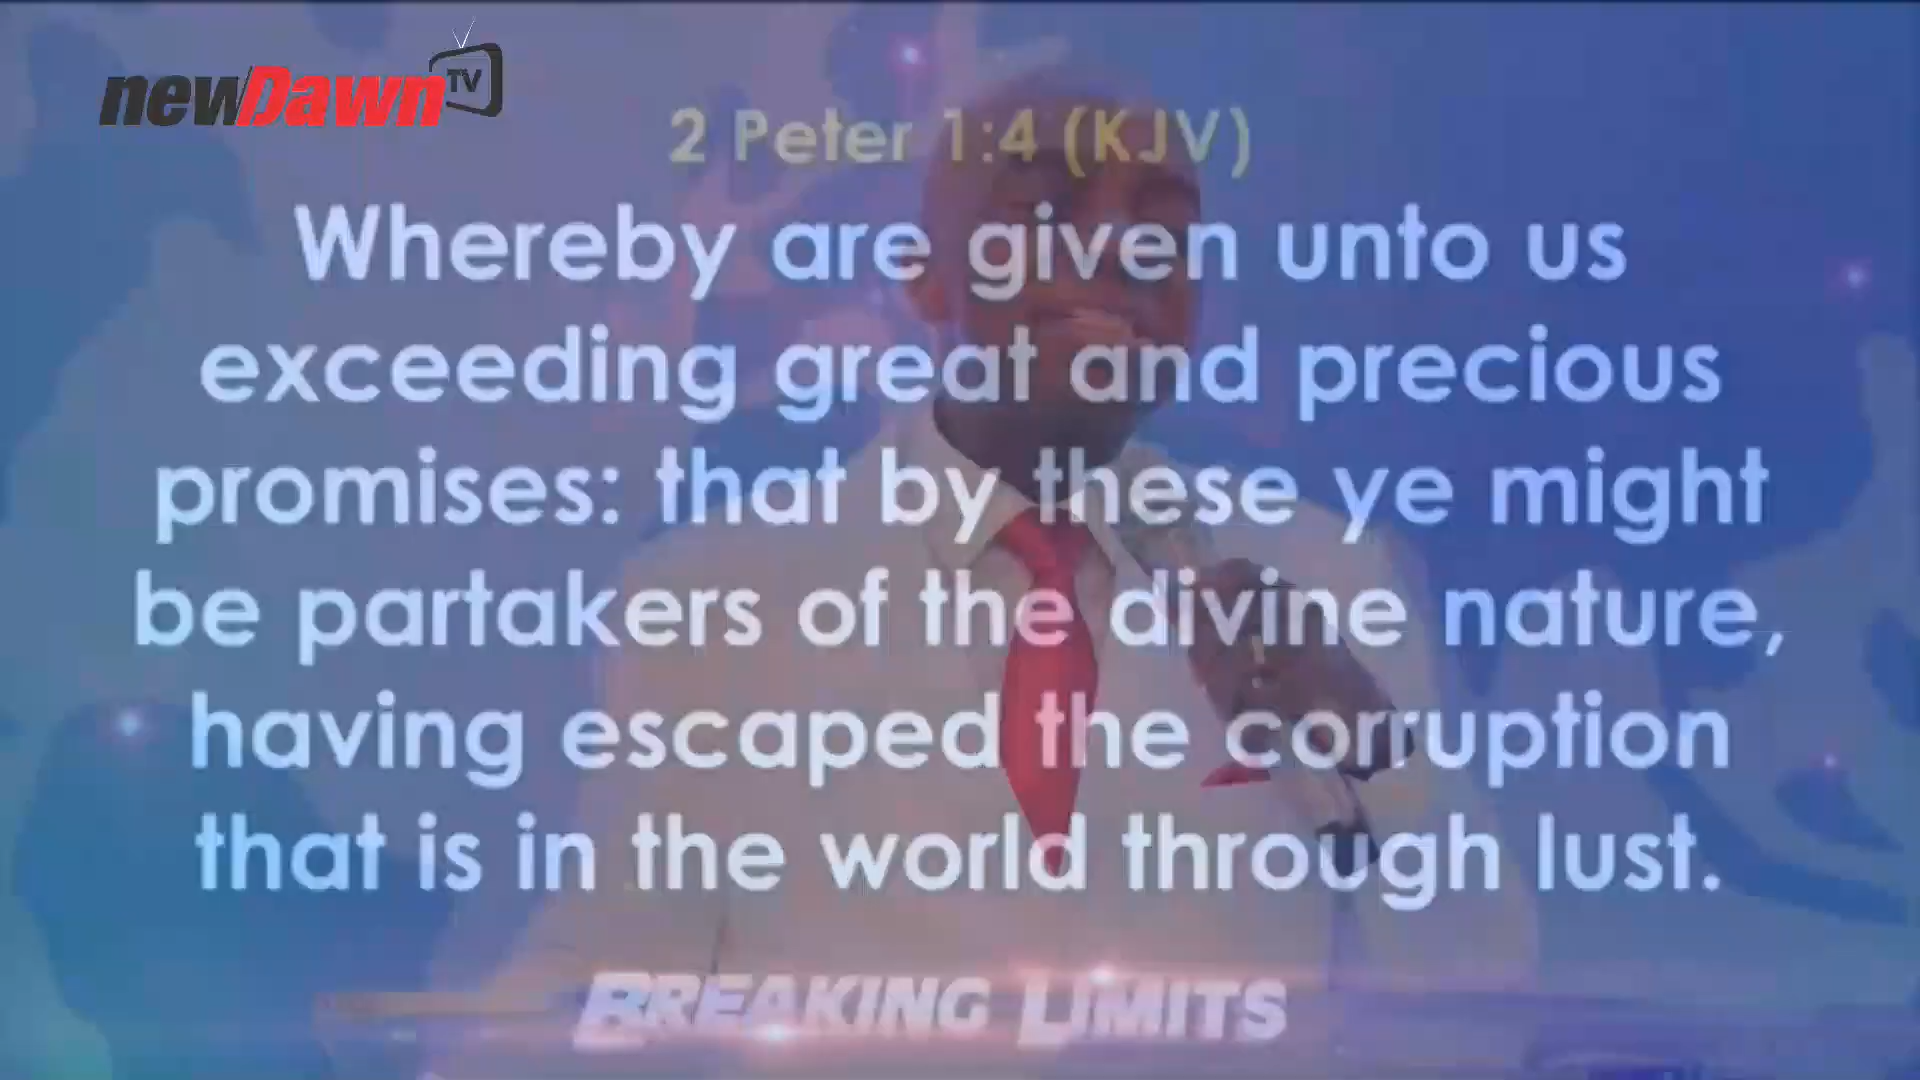 newDawn TV
2 Peter 1:4 (KJV)
Whereby are given unto us
exceeding great and precious
promises: that by these ye might
be partakers of the divine nature,
having escaped the corruption
that is in the world through lust.
BREAKING LIMITS